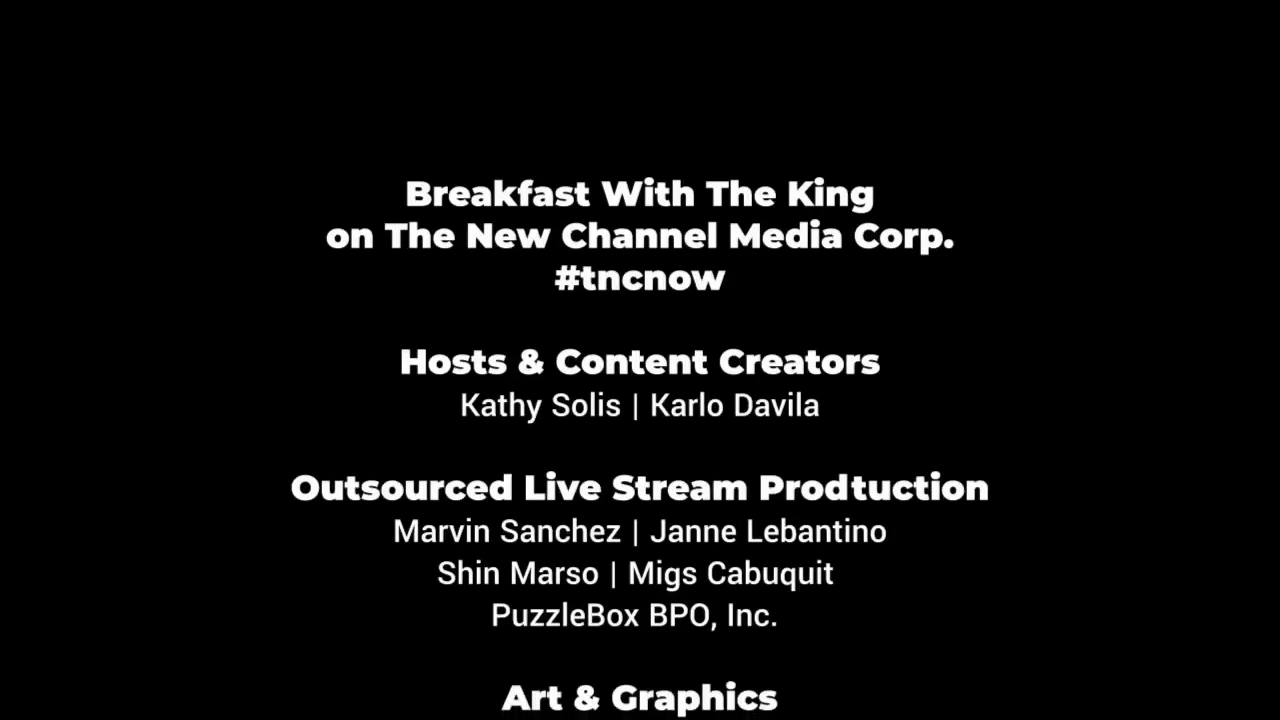 Breakfast With The King
on The New Channel Media Corp.
#tncnow
Hosts & Content Creators
Kathy Solis | Karlo Davila
Outsourced Live Stream Prodtuction
Marvin Sanchez | Janne Lebantino
Shin Marso | Migs Cabuquit
PuzzleBox BPO, Inc.
Art & Graphics